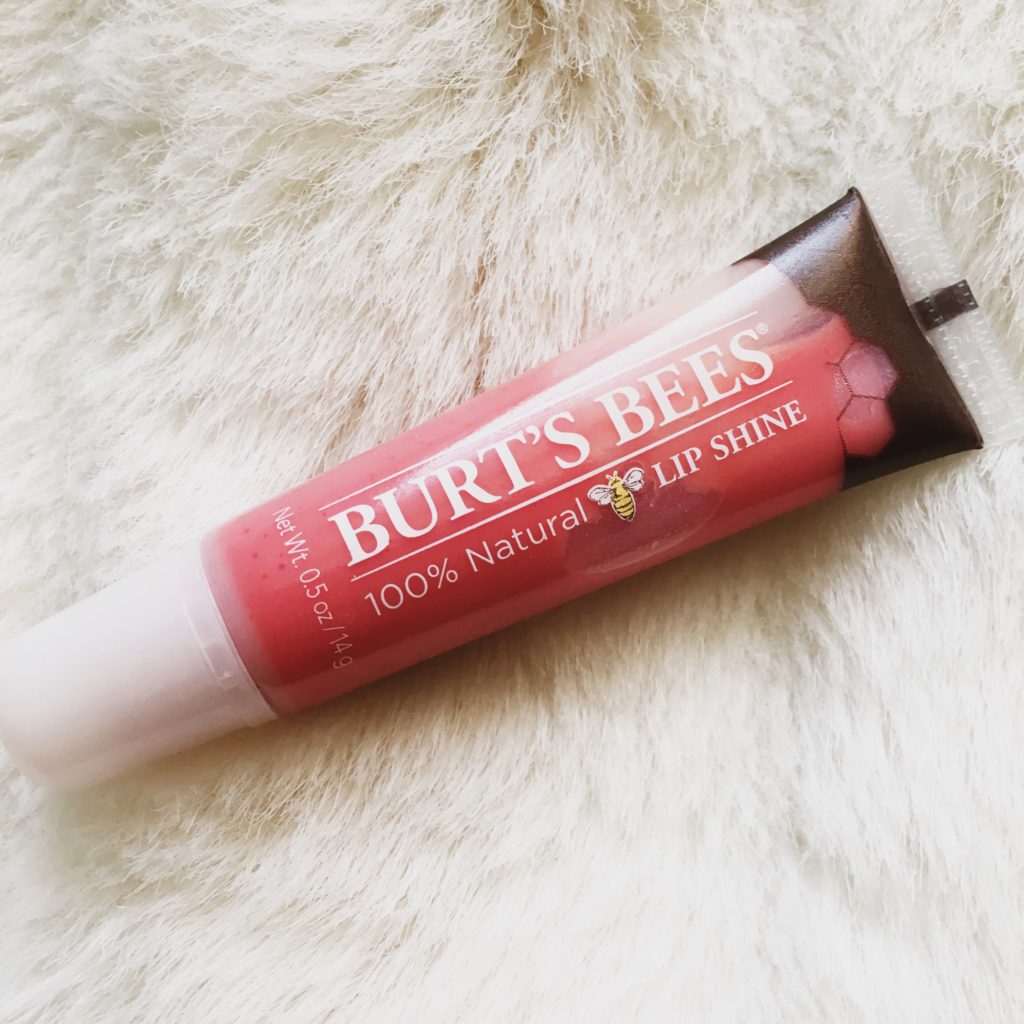 BURT'S BEES®
100% Natural LIP SHINE
Net Wt. 0.5 oz / 14 g